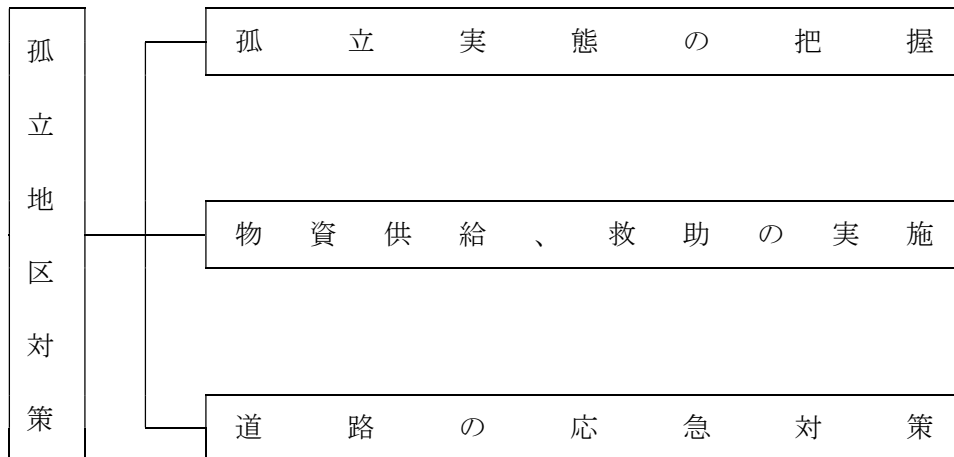 孤立地区対策
孤立実態の把握
物資供給、救助の実施
道路の応急対策